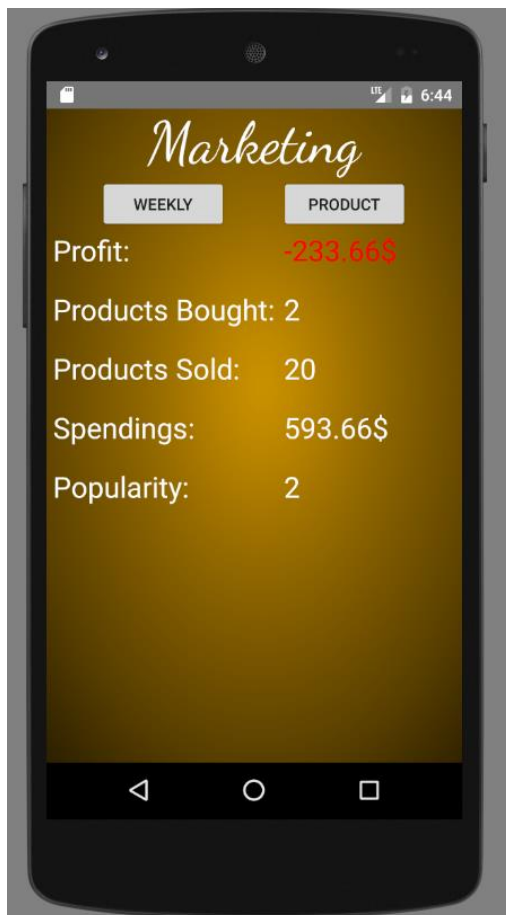 LTE 6:44
Marketing
WEEKLY PRODUCT
Profit: -233.66$
Products Bought: 2
Products Sold: 20
Spendings: 593.66$
Popularity: 2